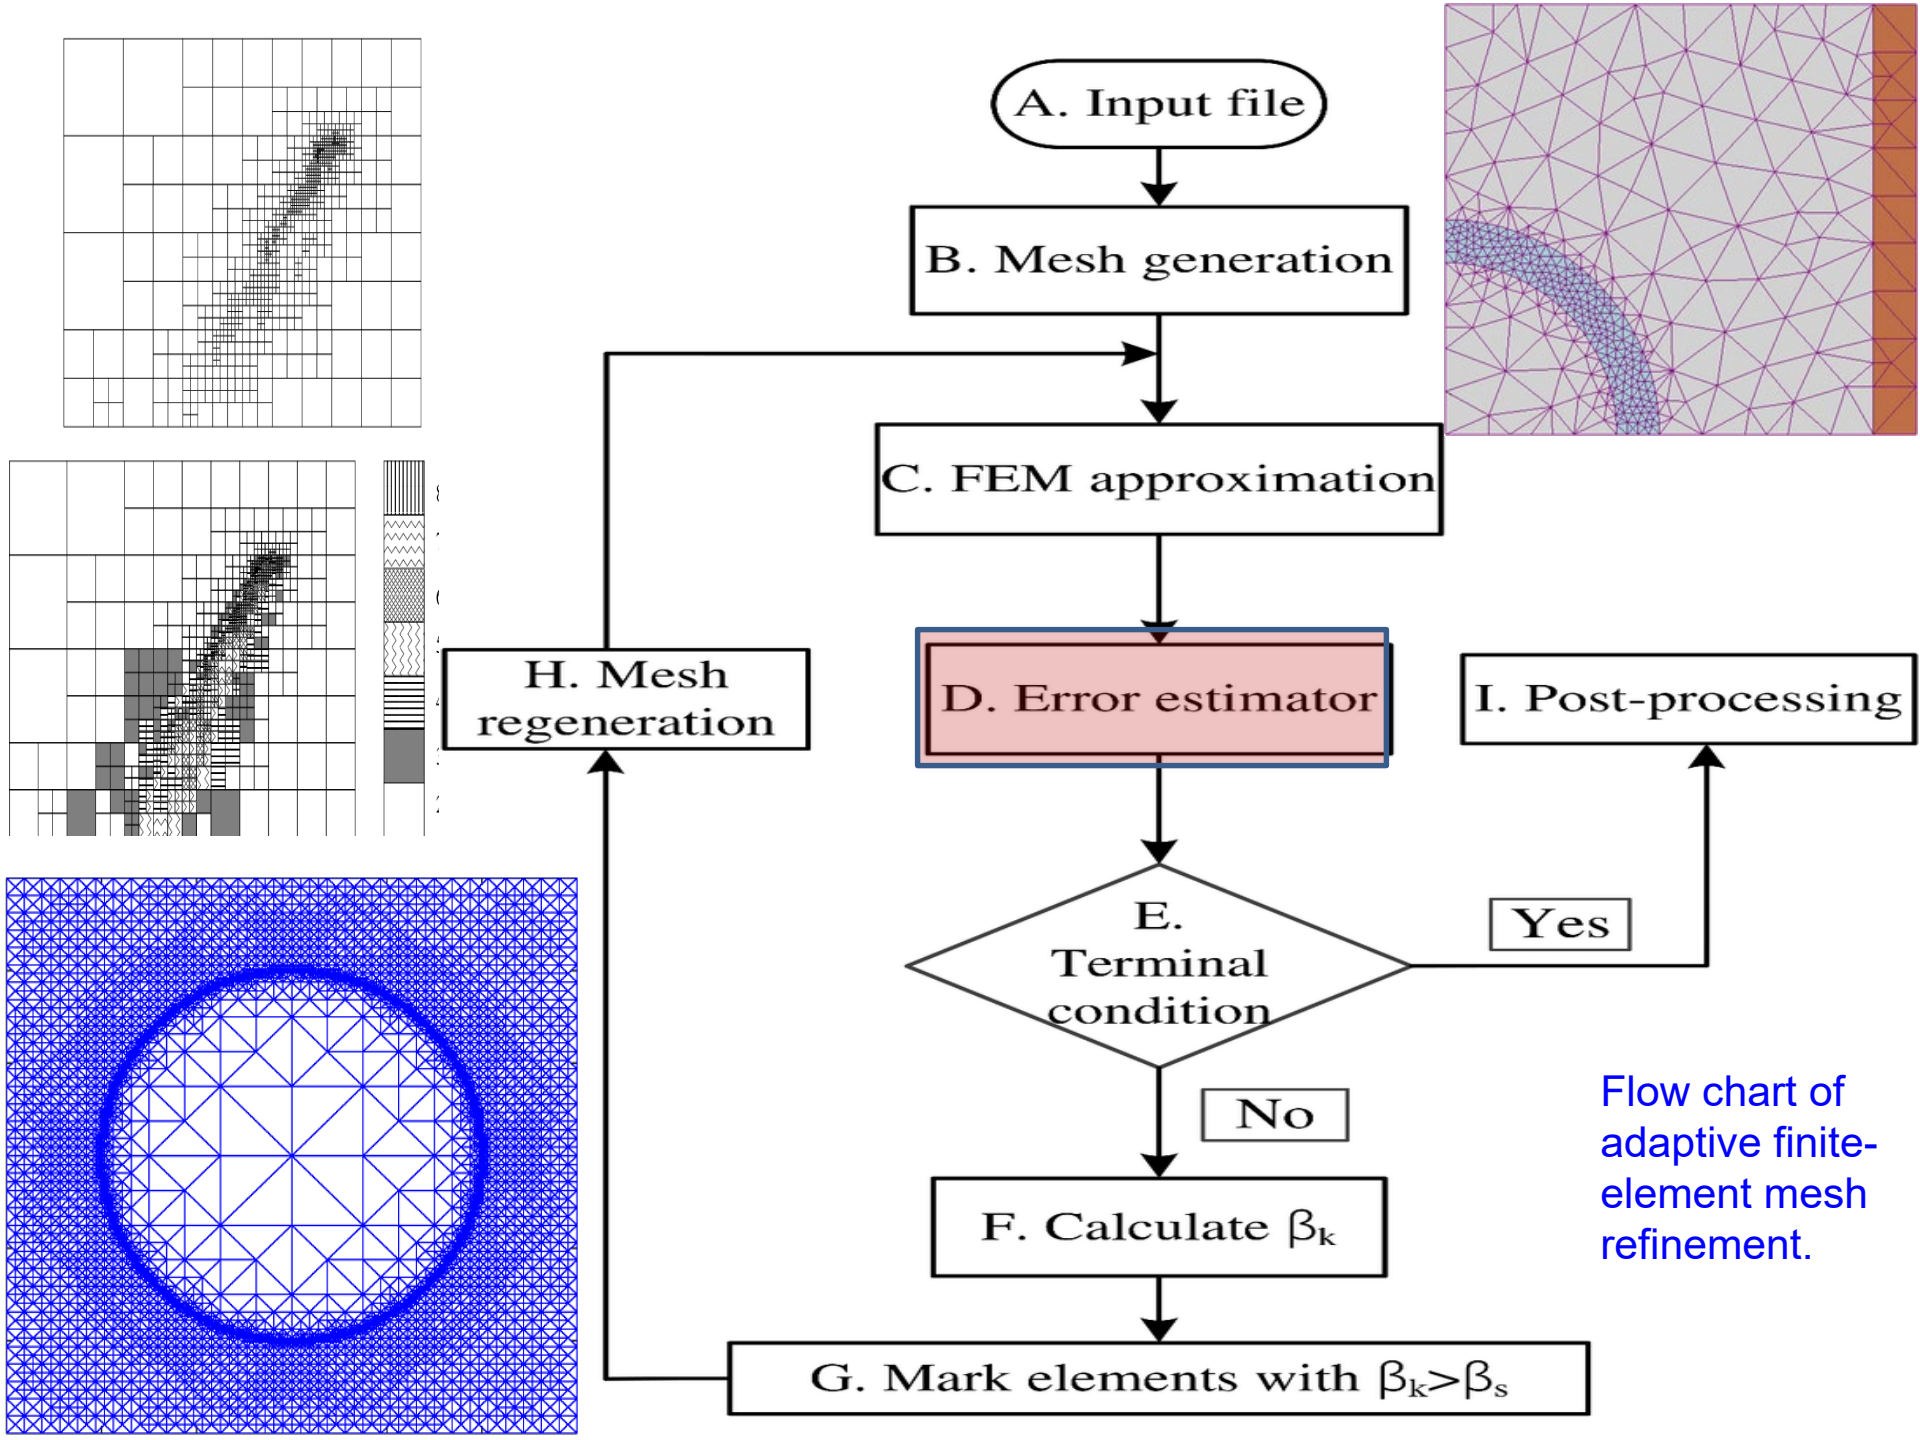 A. Input file
B. Mesh generation
C. FEM approximation
D. Error estimator
H. Mesh
regeneration
I. Post-processing
E.
Terminal
condition
Yes
No
F. Calculate βk
G. Mark elements with βk>βs
Flow chart of
adaptive finite-
element mesh
refinement.